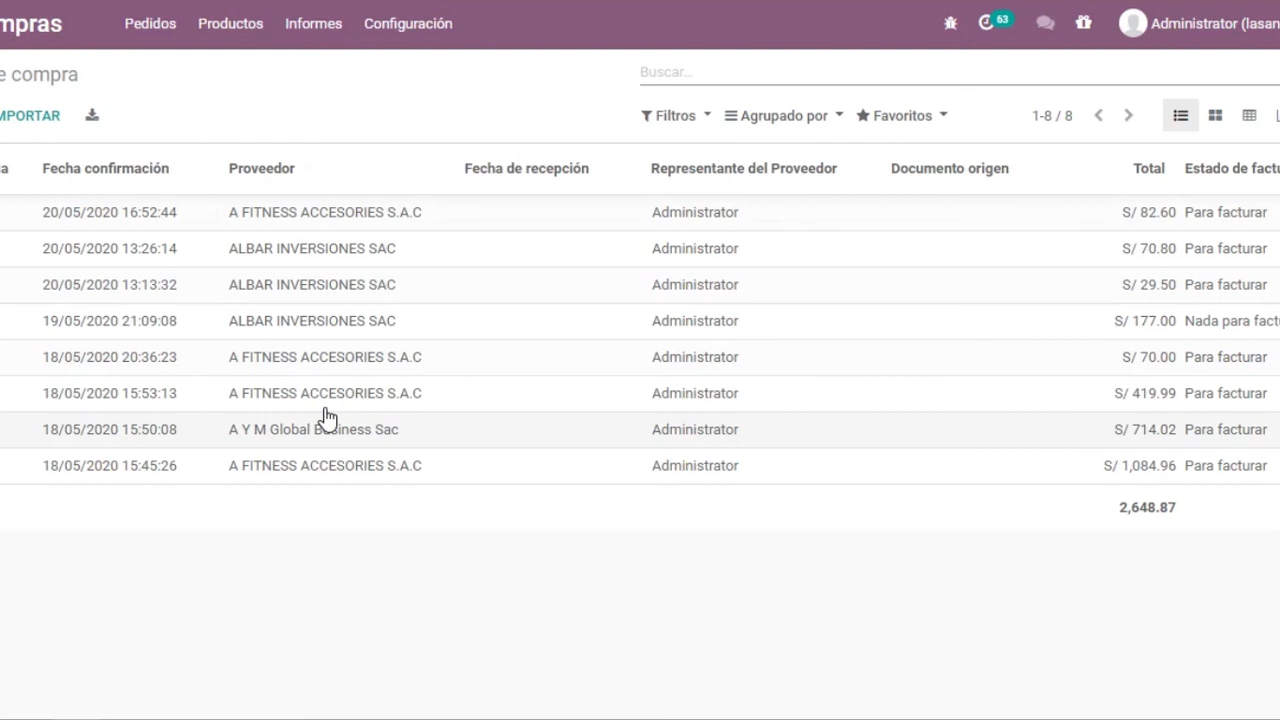 mpras Pedidos Productos Informes Configuración 63 Administrator (lasan
e compra Buscar...
MPORTAR Filtros Agrupado por Favoritos 1-8 / 8
ia Fecha confirmación Proveedor Fecha de recepción Representante del Proveedor Documento origen Total Estado de factu
20/05/2020 16:52:44 A FITNESS ACCESORIES S.A.C Administrator S/ 82.60 Para facturar
20/05/2020 13:26:14 ALBAR INVERSIONES SAC Administrator S/ 70.80 Para facturar
20/05/2020 13:13:32 ALBAR INVERSIONES SAC Administrator S/ 29.50 Para facturar
19/05/2020 21:09:08 ALBAR INVERSIONES SAC Administrator S/ 177.00 Nada para factu
18/05/2020 20:36:23 A FITNESS ACCESORIES S.A.C Administrator S/ 70.00 Para facturar
18/05/2020 15:53:13 A FITNESS ACCESORIES S.A.C Administrator S/ 419.99 Para facturar
18/05/2020 15:50:08 A Y M Global Business Sac Administrator S/ 714.02 Para facturar
18/05/2020 15:45:26 A FITNESS ACCESORIES S.A.C Administrator S/ 1,084.96 Para facturar
2,648.87